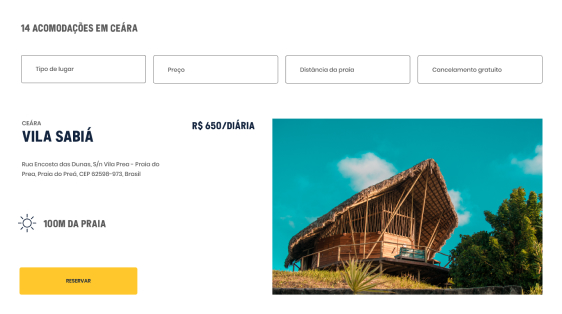 14 ACOMODAÇÕES EM CEÁRA
Tipo de lugar
Preço
Distância da praia
Cancelamento gratuito
CEÁRA
VILA SABIÁ
R$ 650/DIÁRIA
Rua Encosta das Dunas, S/n Vila Prea - Praia do
Prea, Praia do Preá, CEP 62598-973, Brasil
100M DA PRAIA
RESERVAR